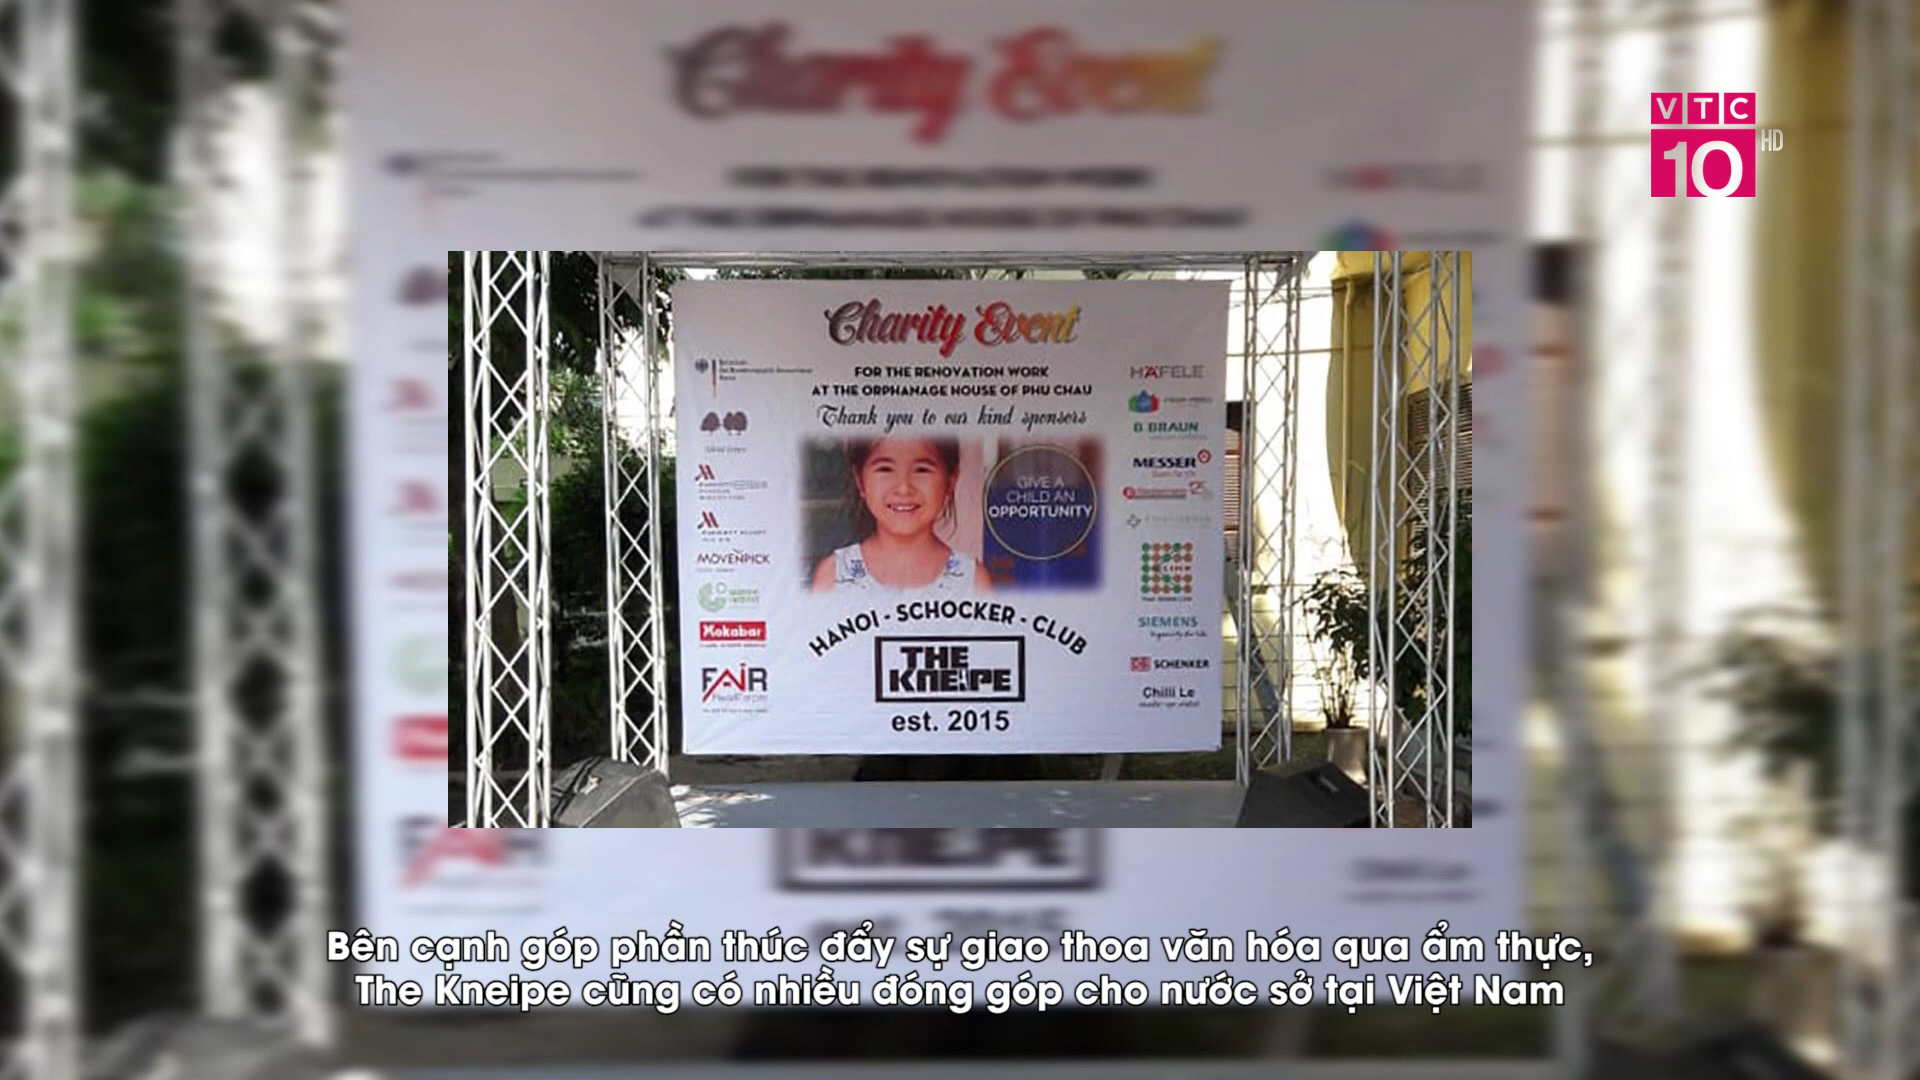 VTC
10 HD
Charity Event
FOR THE RENOVATION WORK
AT THE ORPHANAGE HOUSE OF PHU CHAU
Thank you to our kind sponsors
HÄFELE
B BRAUN
MESSER
GIVE A
CHILD AN
OPPORTUNITY
MÖVENPICK
Kokabar
FAIR
SIEMENS
DB SCHENKER
Chilli Le
HANOI - SCHOCKER - CLUB
THE
KNEIPE
est. 2015
Bên cạnh góp phần thúc đẩy sự giao thoa văn hóa qua ẩm thực,
The Kneipe cũng có nhiều đóng góp cho nước sở tại Việt Nam